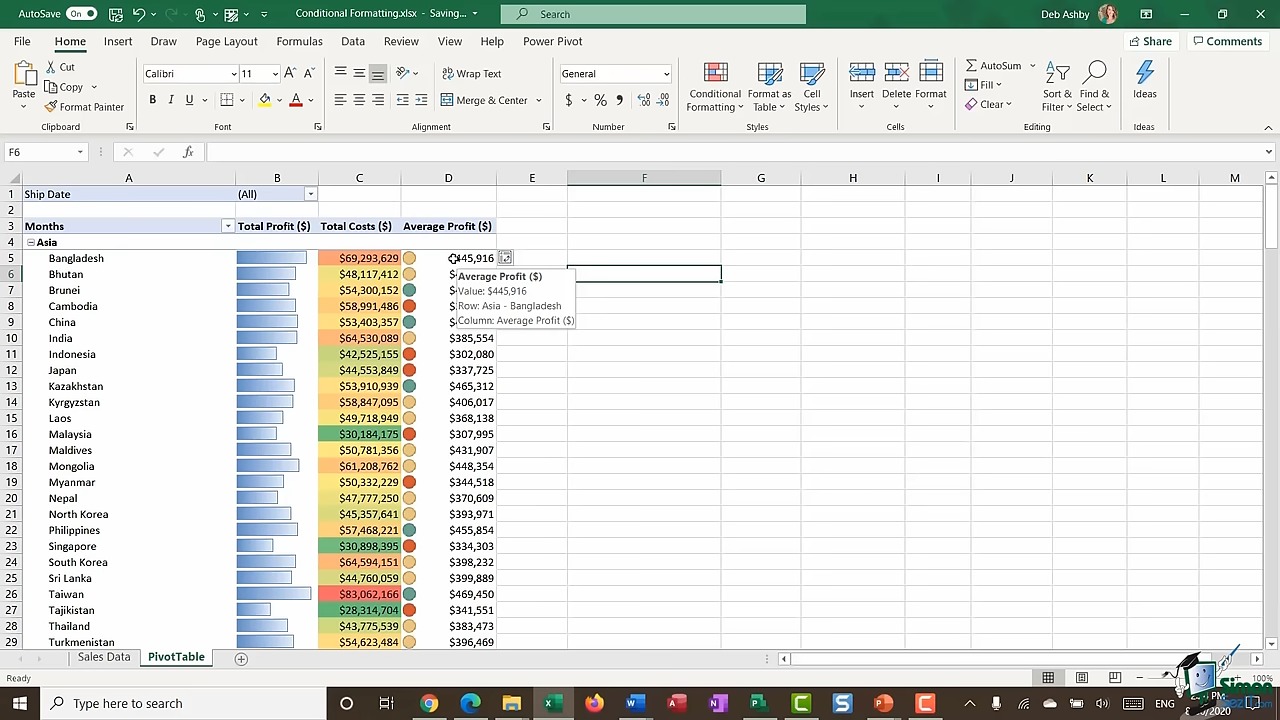 AutoSave On Conditional Formatting.xlsx - Saving... Search Deb Ashby
File Home Insert Draw Page Layout Formulas Data Review View Help Power Pivot Share Comments
Paste Cut Copy Format Painter
Calibri 11 General
B I U A $ % Wrap Text Merge & Center
Conditional Formatting Format as Table Cell Styles Insert Delete Format
AutoSum Fill Clear Sort & Filter Find & Select Ideas
Clipboard Font Alignment Number Styles Cells Editing Ideas
F6 fx
A B C D E F G H I J K L M
1 Ship Date (All)
2
3 Months Total Profit ($) Total Costs ($) Average Profit ($)
4 Asia
5 Bangladesh $69,293,629 445,916
6 Bhutan $48,117,412 $
7 Brunei $54,300,152 $
8 Cambodia $58,991,486 $
9 China $53,403,357 $
Average Profit ($)
Value: $445,916
Row: Asia - Bangladesh
Column: Average Profit ($)
10 India $64,530,089 $385,554
11 Indonesia $42,525,155 $302,080
12 Japan $44,553,849 $337,725
13 Kazakhstan $53,910,939 $465,312
14 Kyrgyzstan $58,847,095 $406,017
15 Laos $49,718,949 $368,138
16 Malaysia $30,184,175 $307,995
17 Maldives $50,781,356 $431,907
18 Mongolia $61,208,762 $448,354
19 Myanmar $50,332,229 $344,518
20 Nepal $47,777,250 $370,609
21 North Korea $45,357,641 $393,971
22 Philippines $57,468,221 $455,854
23 Singapore $30,898,395 $334,303
24 South Korea $64,594,151 $398,232
25 Sri Lanka $44,760,059 $399,889
26 Taiwan $83,062,166 $469,450
27 Tajikistan $28,314,704 $341,551
28 Thailand $43,775,539 $383,473
29 Turkmenistan $54,623,484 $396,469
Sales Data PivotTable
Ready 100%
Type here to search ENG